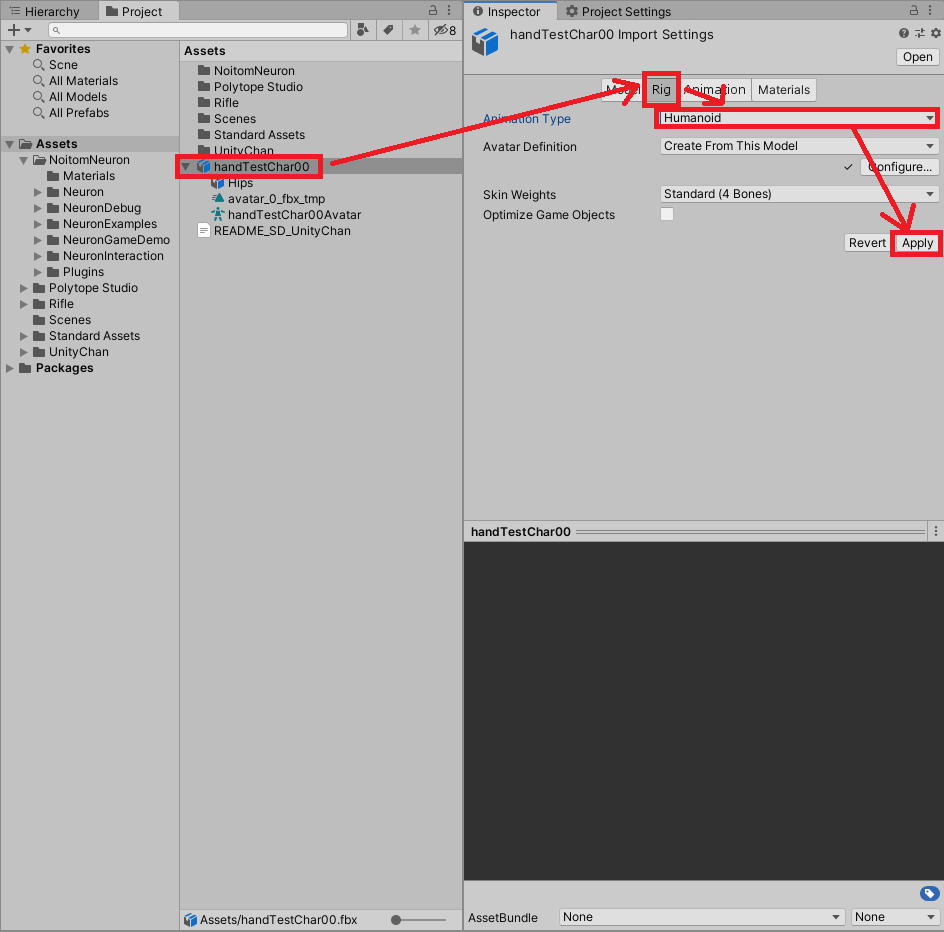 Hierarchy
Project
8
Favorites
Scne
All Materials
All Models
All Prefabs
Assets
NoitomNeuron
Materials
Neuron
NeuronDebug
NeuronExamples
NeuronGameDemo
NeuronInteraction
Plugins
Polytope Studio
Rifle
Scenes
Standard Assets
UnityChan
Packages
Assets
NoitomNeuron
Polytope Studio
Rifle
Scenes
Standard Assets
UnityChan
handTestChar00
Hips
avatar_0_fbx_tmp
handTestChar00Avatar
README_SD_UnityChan
Assets/handTestChar00.fbx
Inspector
Project Settings
handTestChar00 Import Settings
Open
Model Rig Animation Materials
Animation Type Humanoid
Avatar Definition Create From This Model
Configure...
Skin Weights Standard (4 Bones)
Optimize Game Objects
Revert Apply
handTestChar00
AssetBundle None None